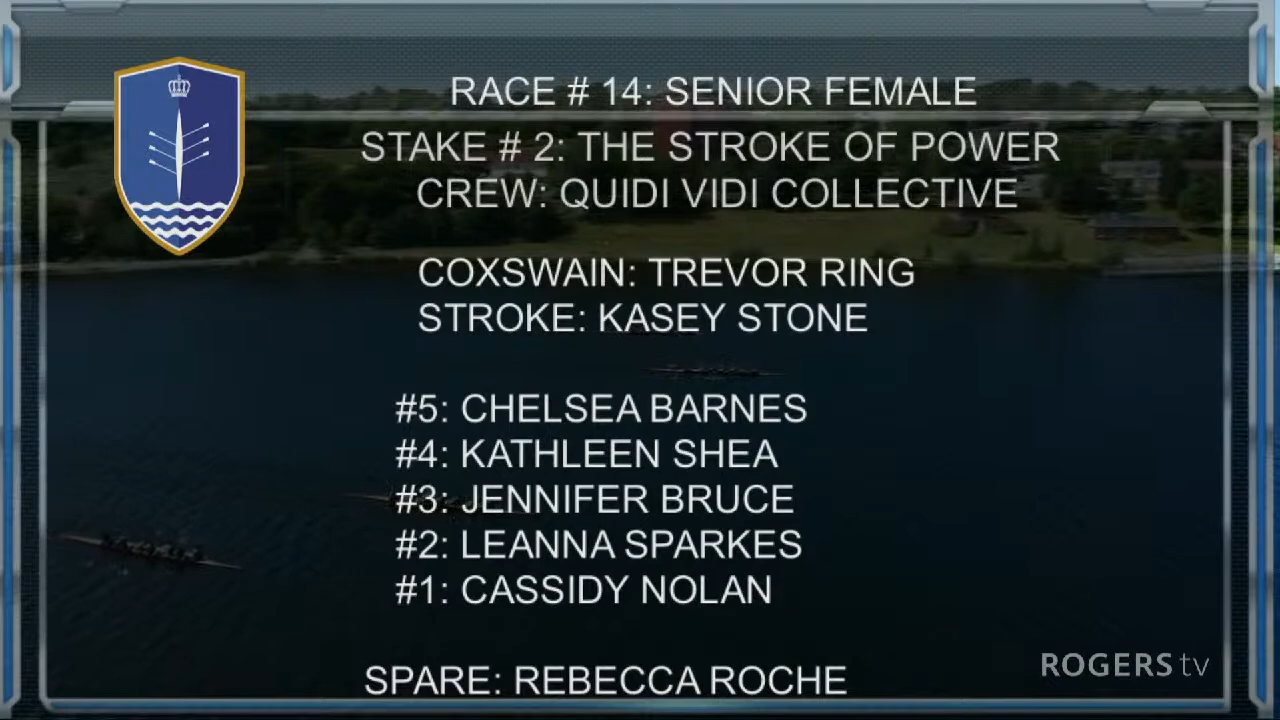 RACE # 14: SENIOR FEMALE
STAKE # 2: THE STROKE OF POWER
CREW: QUIDI VIDI COLLECTIVE
COXSWAIN: TREVOR RING
STROKE: KASEY STONE
#5: CHELSEA BARNES
#4: KATHLEEN SHEA
#3: JENNIFER BRUCE
#2: LEANNA SPARKES
#1: CASSIDY NOLAN
SPARE: REBECCA ROCHE
ROGERS tv